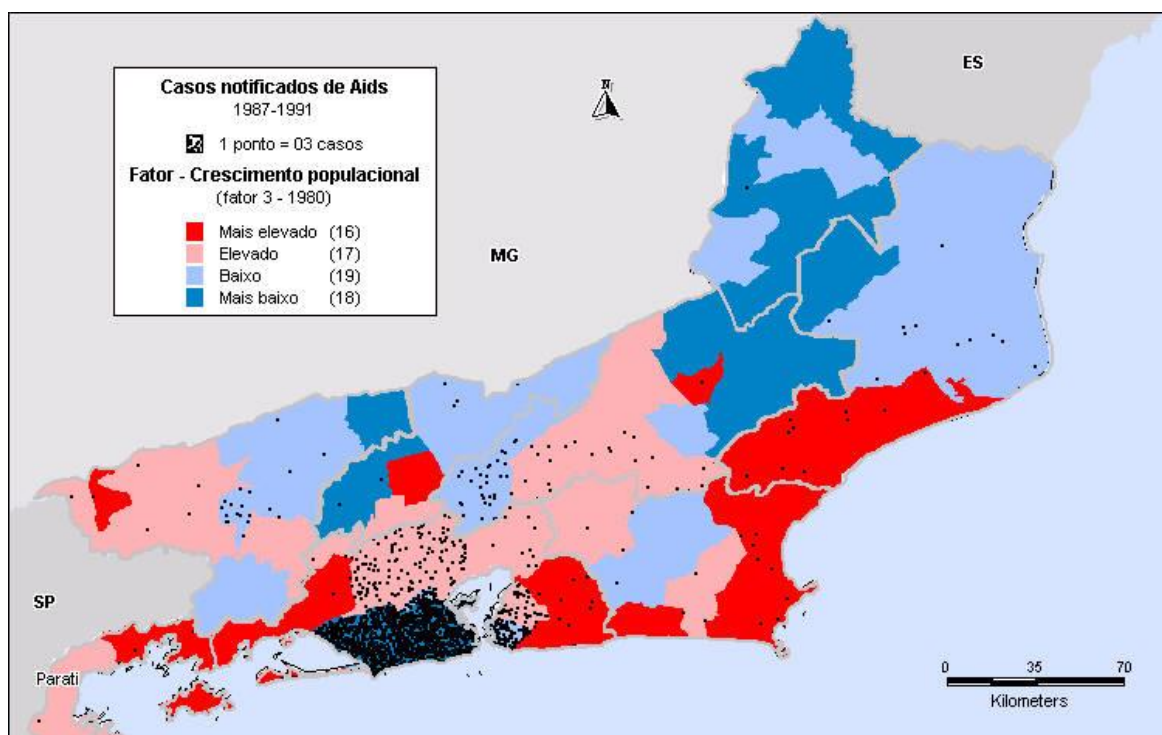 Casos notificados de Aids
1987-1991
1 ponto = 03 casos
Fator - Crescimento populacional
(fator 3 - 1980)
Mais elevado (16)
Elevado (17)
Baixo (19)
Mais baixo (18)
N
ES
MG
SP
Parati
0 35 70
Kilometers